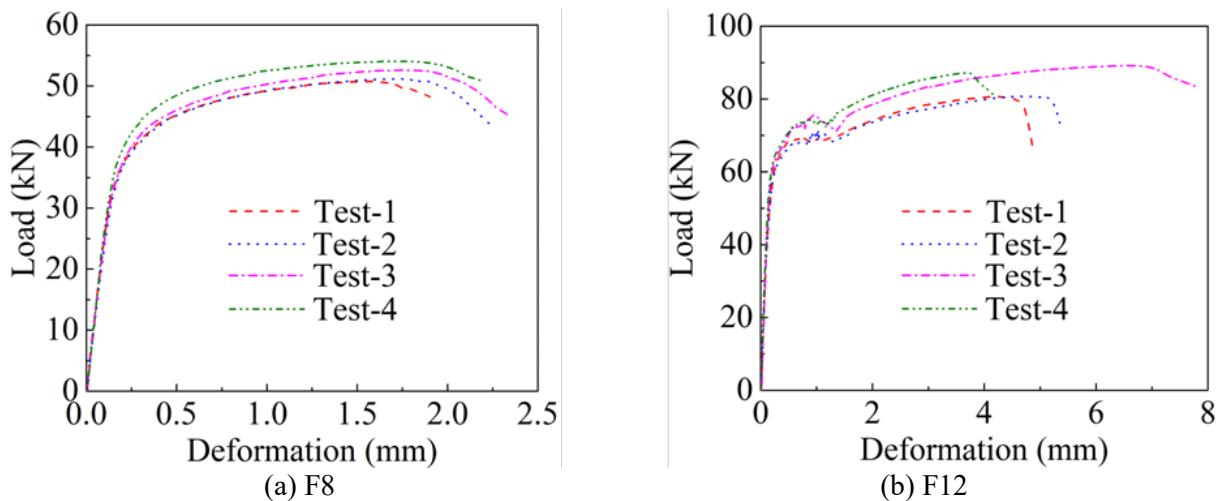 60
50
40
30
20
10
0
Load (kN)
Test-1
Test-2
Test-3
Test-4
0.0 0.5 1.0 1.5 2.0 2.5
Deformation (mm)
(a) F8
100
80
60
40
20
0
Load (kN)
Test-1
Test-2
Test-3
Test-4
0 2 4 6 8
Deformation (mm)
(b) F12